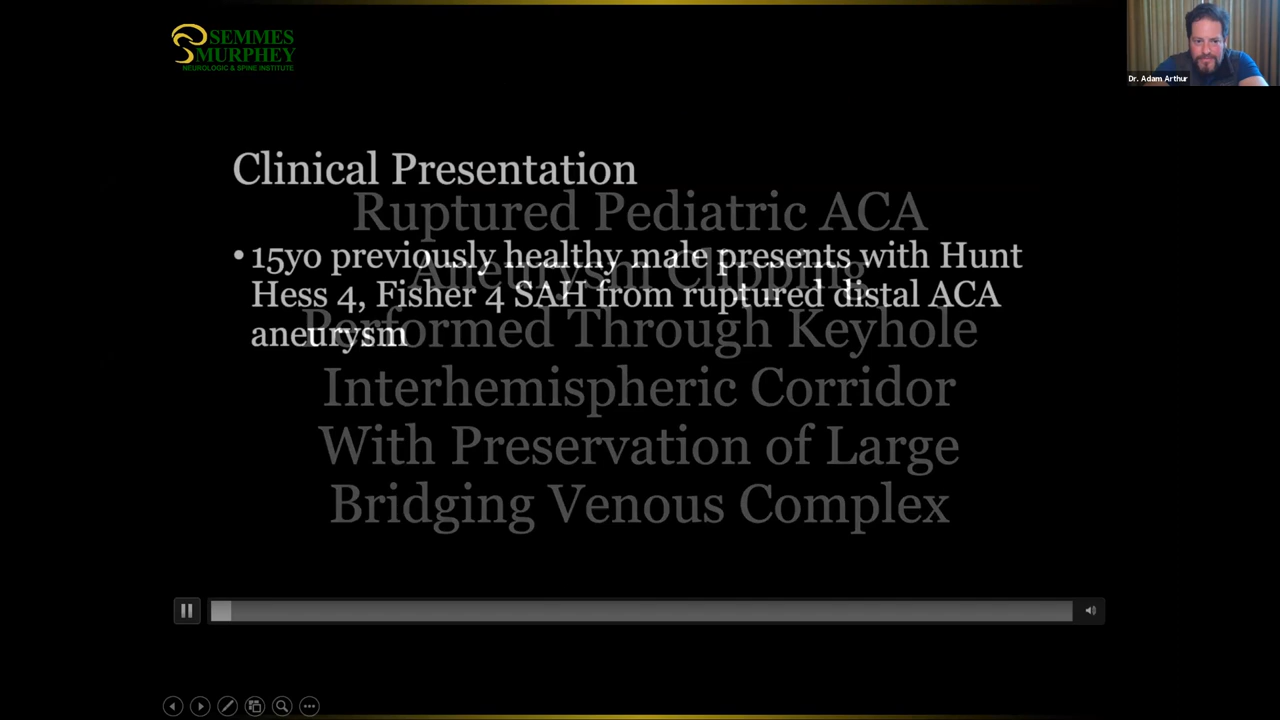 SEMMES
MURPHEY
NEUROLOGIC & SPINE INSTITUTE
Dr. Adam Arthur
Clinical Presentation
• 15yo previously healthy male presents with Hunt
Hess 4, Fisher 4 SAH from ruptured distal ACA
aneurysm
Ruptured Pediatric ACA
Aneurysm Clipping
Performed Through Keyhole
Interhemispheric Corridor
With Preservation of Large
Bridging Venous Complex